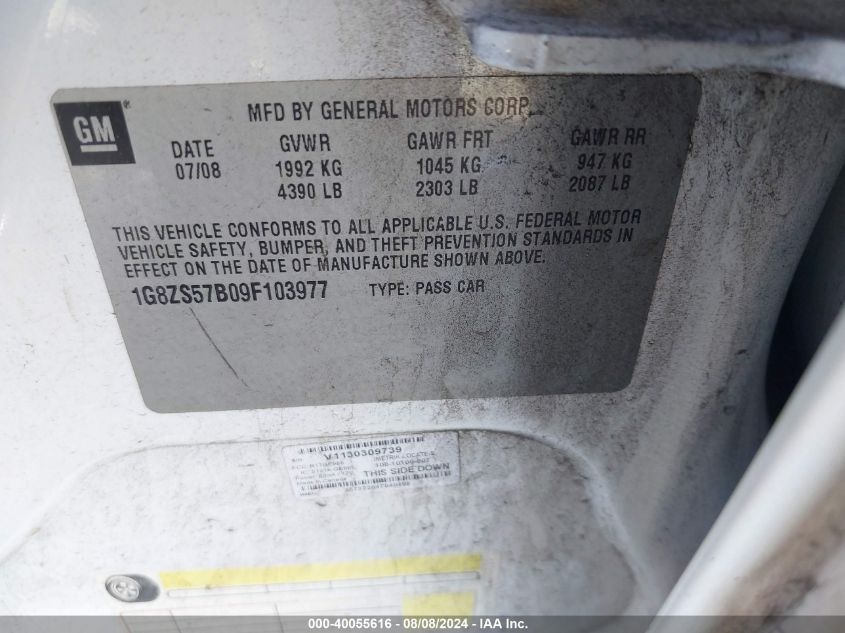 GM
MFD BY GENERAL MOTORS CORP
DATE GVWR GAWR FRT GAWR RR
07/08 1992 KG 1045 KG 947 KG
4390 LB 2303 LB 2087 LB
THIS VEHICLE CONFORMS TO ALL APPLICABLE U.S. FEDERAL MOTOR
VEHICLE SAFETY, BUMPER, AND THEFT PREVENTION STANDARDS IN
EFFECT ON THE DATE OF MANUFACTURE SHOWN ABOVE.
1G8ZS57B09F103977 TYPE: PASS CAR
V1130309739
THIS SIDE DOWN
Made in Canada
000-40055616 - 08/08/2024 - IAA Inc.